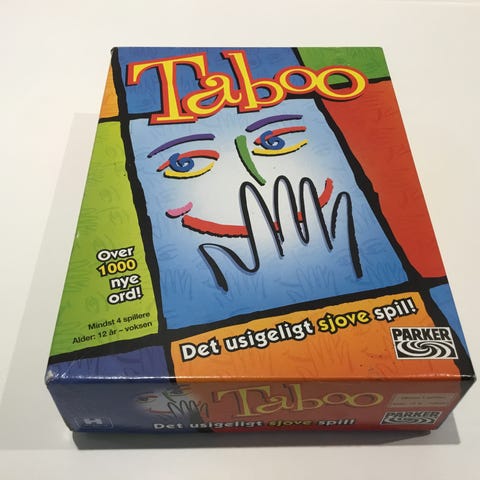 Taboo
Over
1000
nye
ord!
Mindst 4 spillere
Alder: 12 år – voksen
Det usigeligt sjove spil!
PARKER
Taboo
Det usigeligt sjove spil!
PARKER